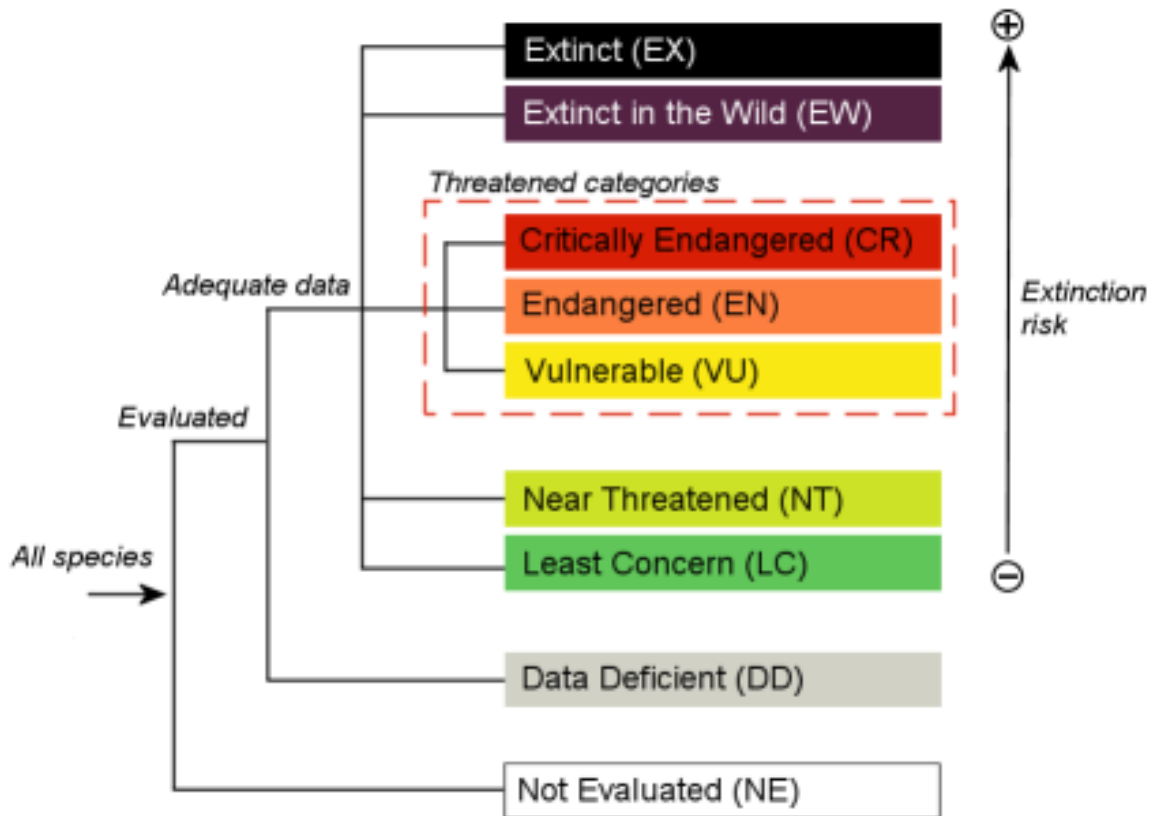 Extinct (EX)
Extinct in the Wild (EW)
Threatened categories
Critically Endangered (CR)
Adequate data
Endangered (EN)
Extinction
risk
Vulnerable (VU)
Evaluated
Near Threatened (NT)
All species
Least Concern (LC)
Data Deficient (DD)
Not Evaluated (NE)